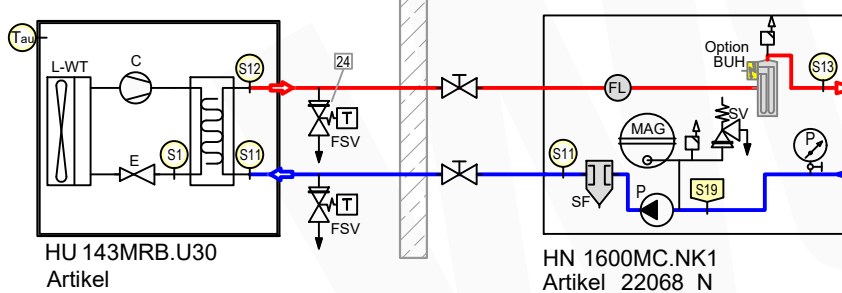 Tau
L-WT
C
S12
24
T
FSV
E
S1
S11
T
FSV
HU 143MRB.U30
Artikel
Option
BUH
S13
FL
SV
MAG
P
S11
SF
P
S19
HN 1600MC.NK1
Artikel 22068 N